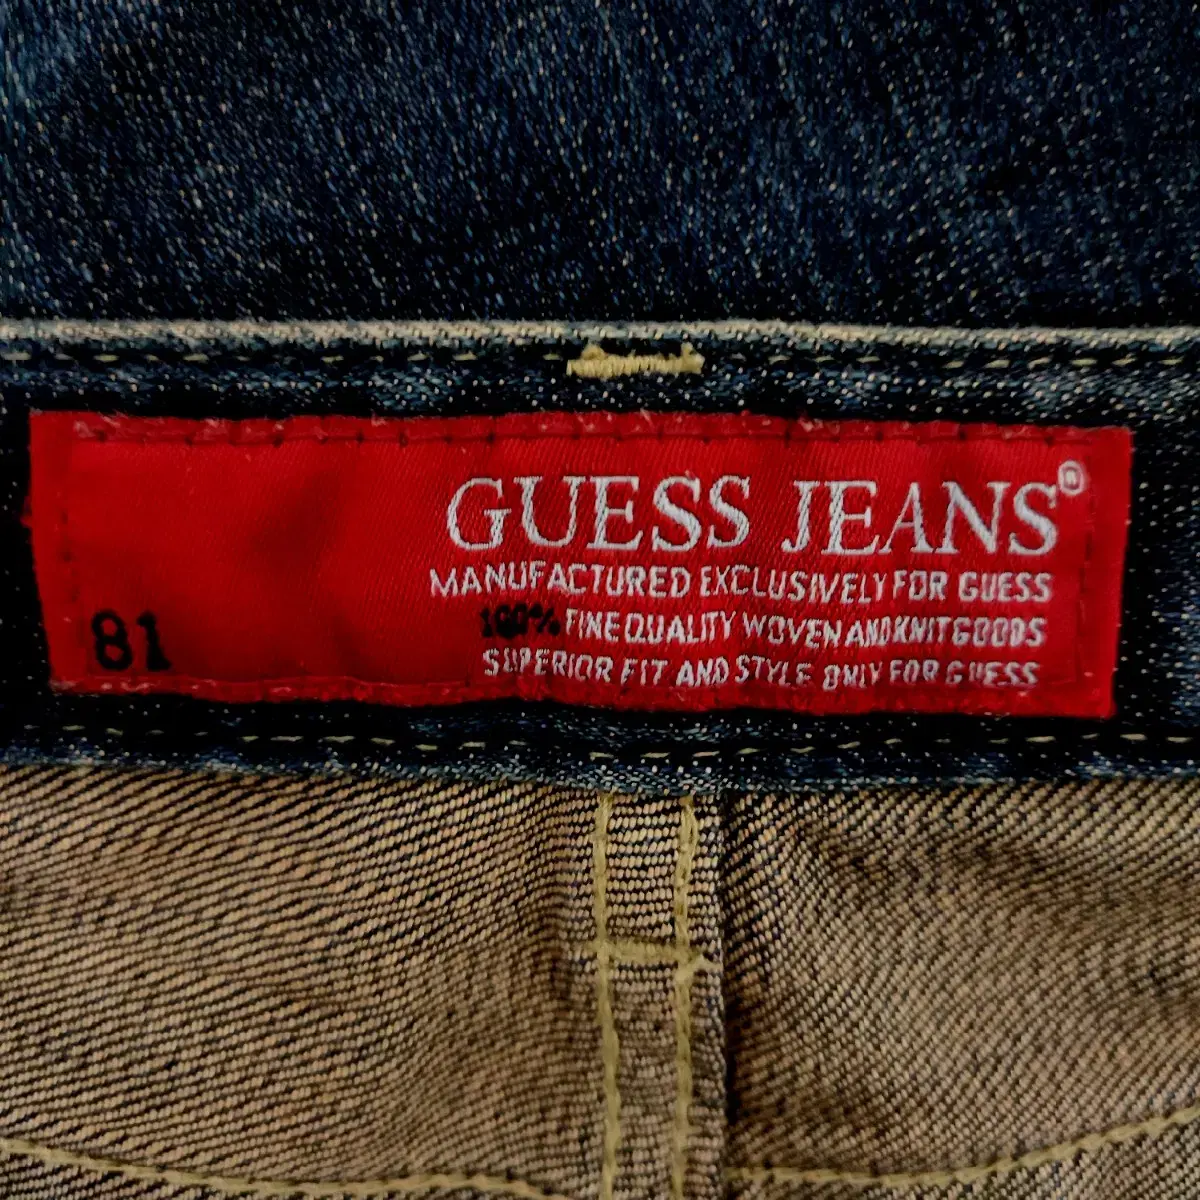 GUESS JEANS®
MANUFACTURED EXCLUSIVELY FOR GUESS
100% FINE QUALITY WOVEN AND KNIT GOODS
SUPERIOR FIT AND STYLE ONLY FOR GUESS
81